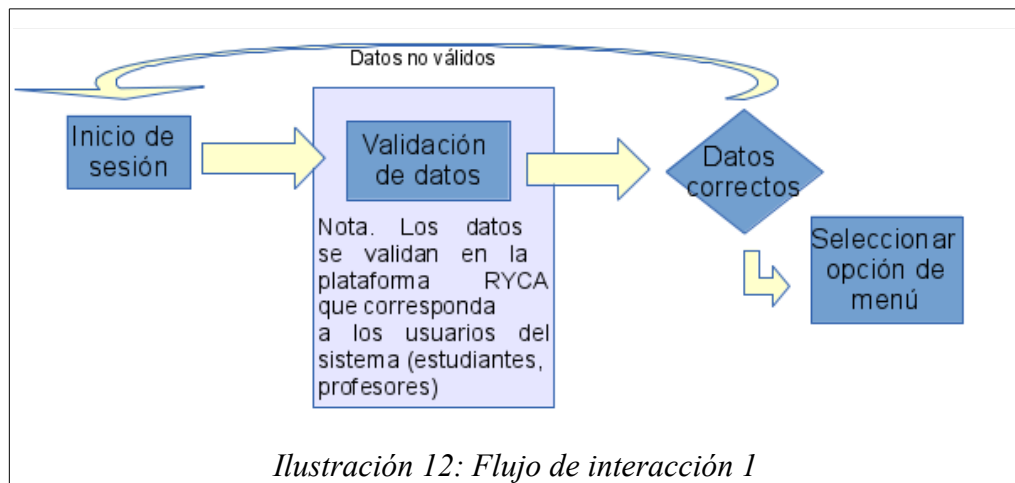 Datos no válidos
Inicio de
sesión
Validación
de datos
Nota. Los datos
se validan en la
plataforma RYCA
que corresponda
a los usuarios del
sistema (estudiantes,
profesores)
Datos
correctos
Seleccionar
opción de
menú
Ilustración 12: Flujo de interacción 1